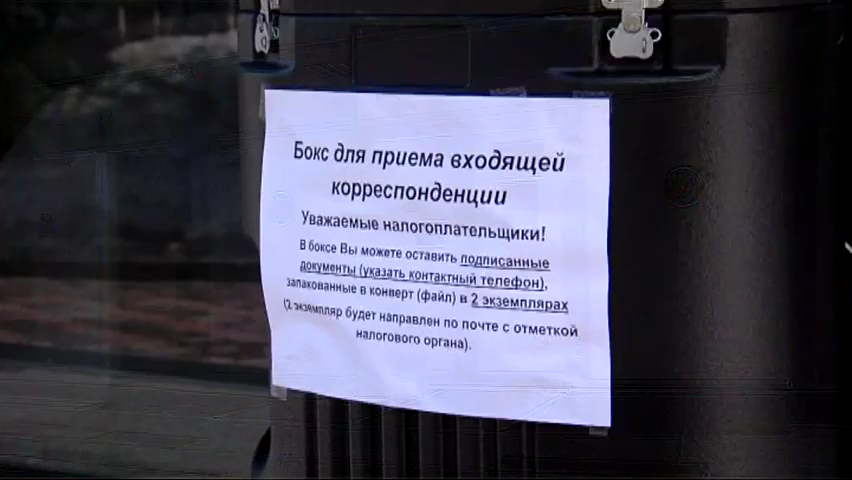 Бокс для приема входящей
корреспонденции
Уважаемые налогоплательщики!
В боксе Вы можете оставить подписанные
документы (указать контактный телефон),
запакованные в конверт (файл) в 2 экземплярах
(2 экземпляр будет направлен по почте с отметкой
налогового органа).